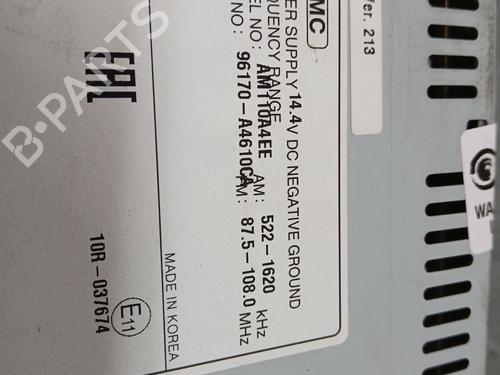 MC
Ver. 213
ER SUPPLY 14.4V DC NEGATIVE GROUND
QUENCY RANGE AM: 522-1620 kHz
FM: 87.5-108.0 MHz
EL NO: AM110A4EE
NO: 96170-A4610CA
MADE IN KOREA
EAC
10R-037674
E11
WA
B-PARTS